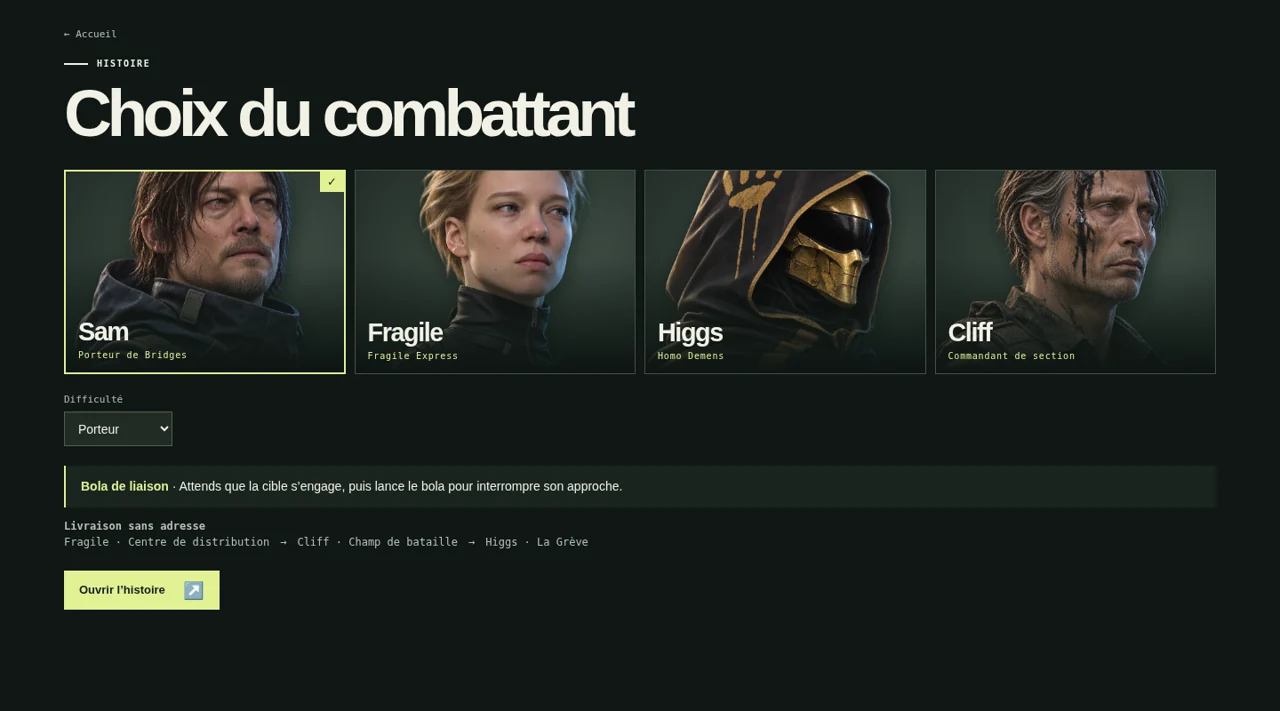 ← Accueil
HISTOIRE
Choix du combattant
✓
Sam
Porteur de Bridges
Fragile
Fragile Express
Higgs
Homo Demens
Cliff
Commandant de section
Difficulté
Porteur
Bola de liaison · Attends que la cible s’engage, puis lance le bola pour interrompre son approche.
Livraison sans adresse
Fragile · Centre de distribution → Cliff · Champ de bataille → Higgs · La Grève
Ouvrir l’histoire ↗